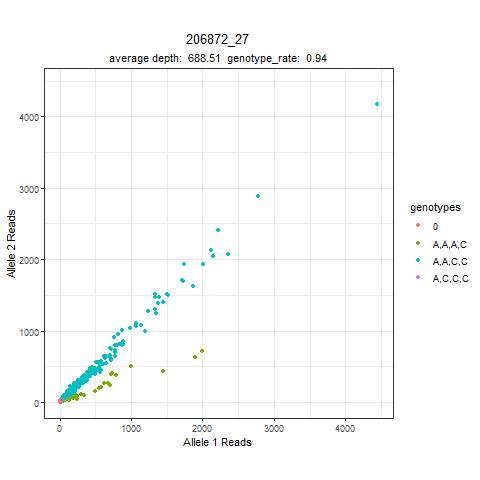 206872_27
average depth: 688.51 genotype_rate: 0.94
Allele 2 Reads
4000
3000
2000
1000
0
0 1000 2000 3000 4000
Allele 1 Reads
genotypes
0
A,A,A,C
A,A,C,C
A,C,C,C